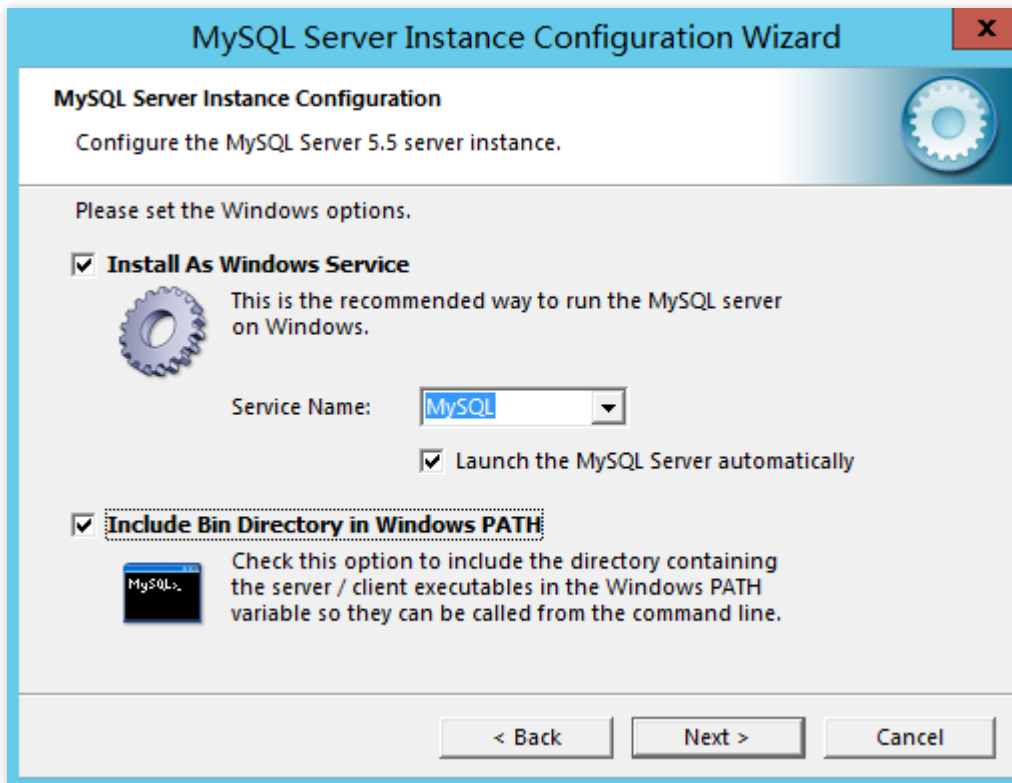 MySQL Server Instance Configuration Wizard
x
MySQL Server Instance Configuration
Configure the MySQL Server 5.5 server instance.
Please set the Windows options.
Install As Windows Service
This is the recommended way to run the MySQL server
on Windows.
Service Name: MySQL
Launch the MySQL Server automatically
Include Bin Directory in Windows PATH
Check this option to include the directory containing
the server / client executables in the Windows PATH
variable so they can be called from the command line.
MySQL>_
< Back Next > Cancel